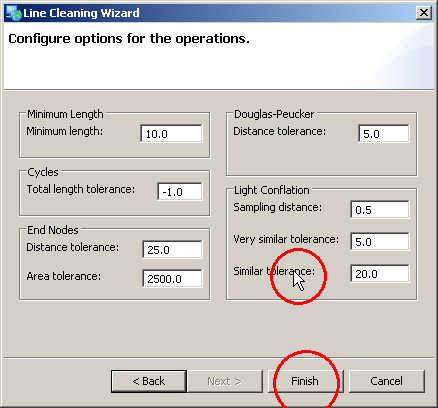 Line Cleaning Wizard
Configure options for the operations.
Minimum Length
Minimum length: 10.0
Cycles
Total length tolerance: -1.0
End Nodes
Distance tolerance: 25.0
Area tolerance: 2500.0
Douglas-Peucker
Distance tolerance: 5.0
Light Conflation
Sampling distance: 0.5
Very similar tolerance: 5.0
Similar tolerance: 20.0
< Back Next > Finish Cancel